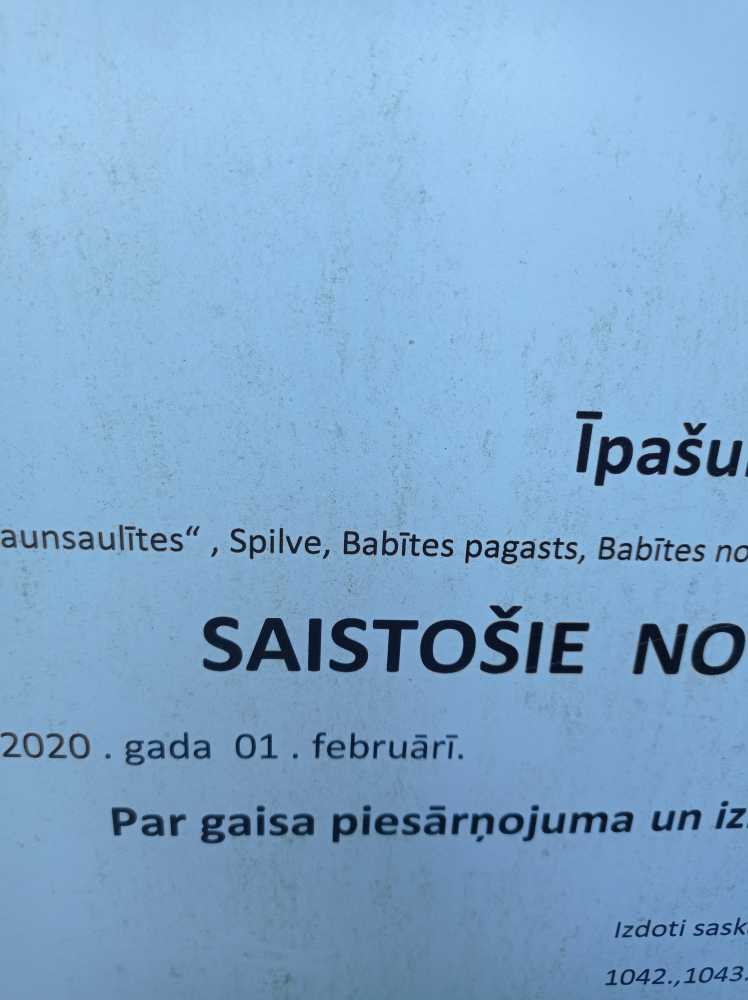 Īpašu
aunsaulītes“ , Spilve, Babītes pagasts, Babītes no
SAISTOŠIE NO
2020 . gada 01 . februārī.
Par gaisa piesārņojuma un iz
Izdoti sask
1042.,1043.